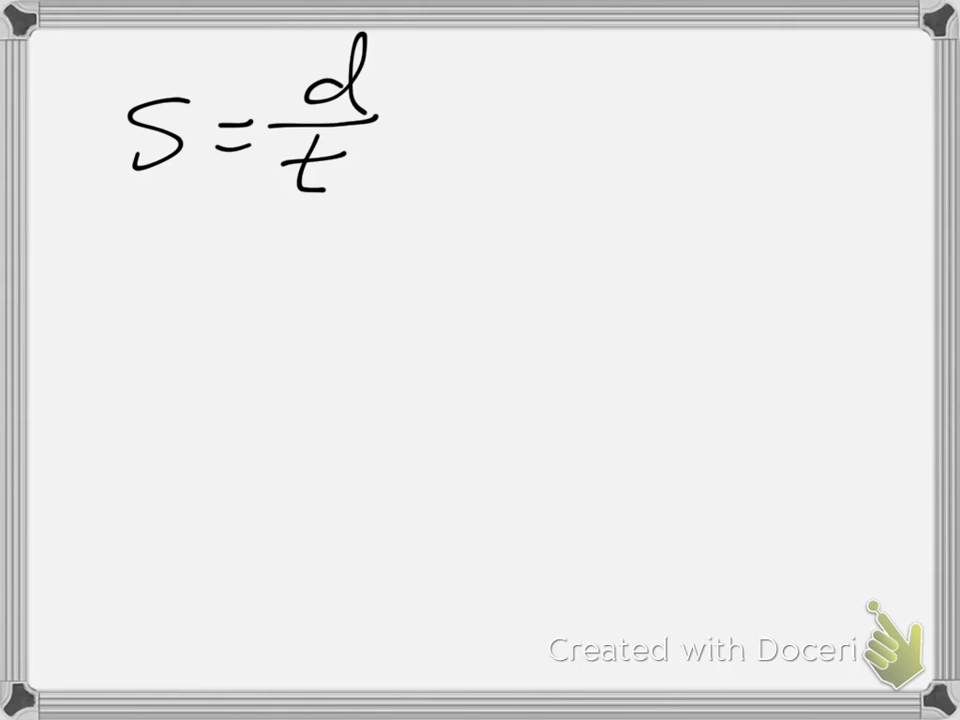 S = d/t
Created with Doceri